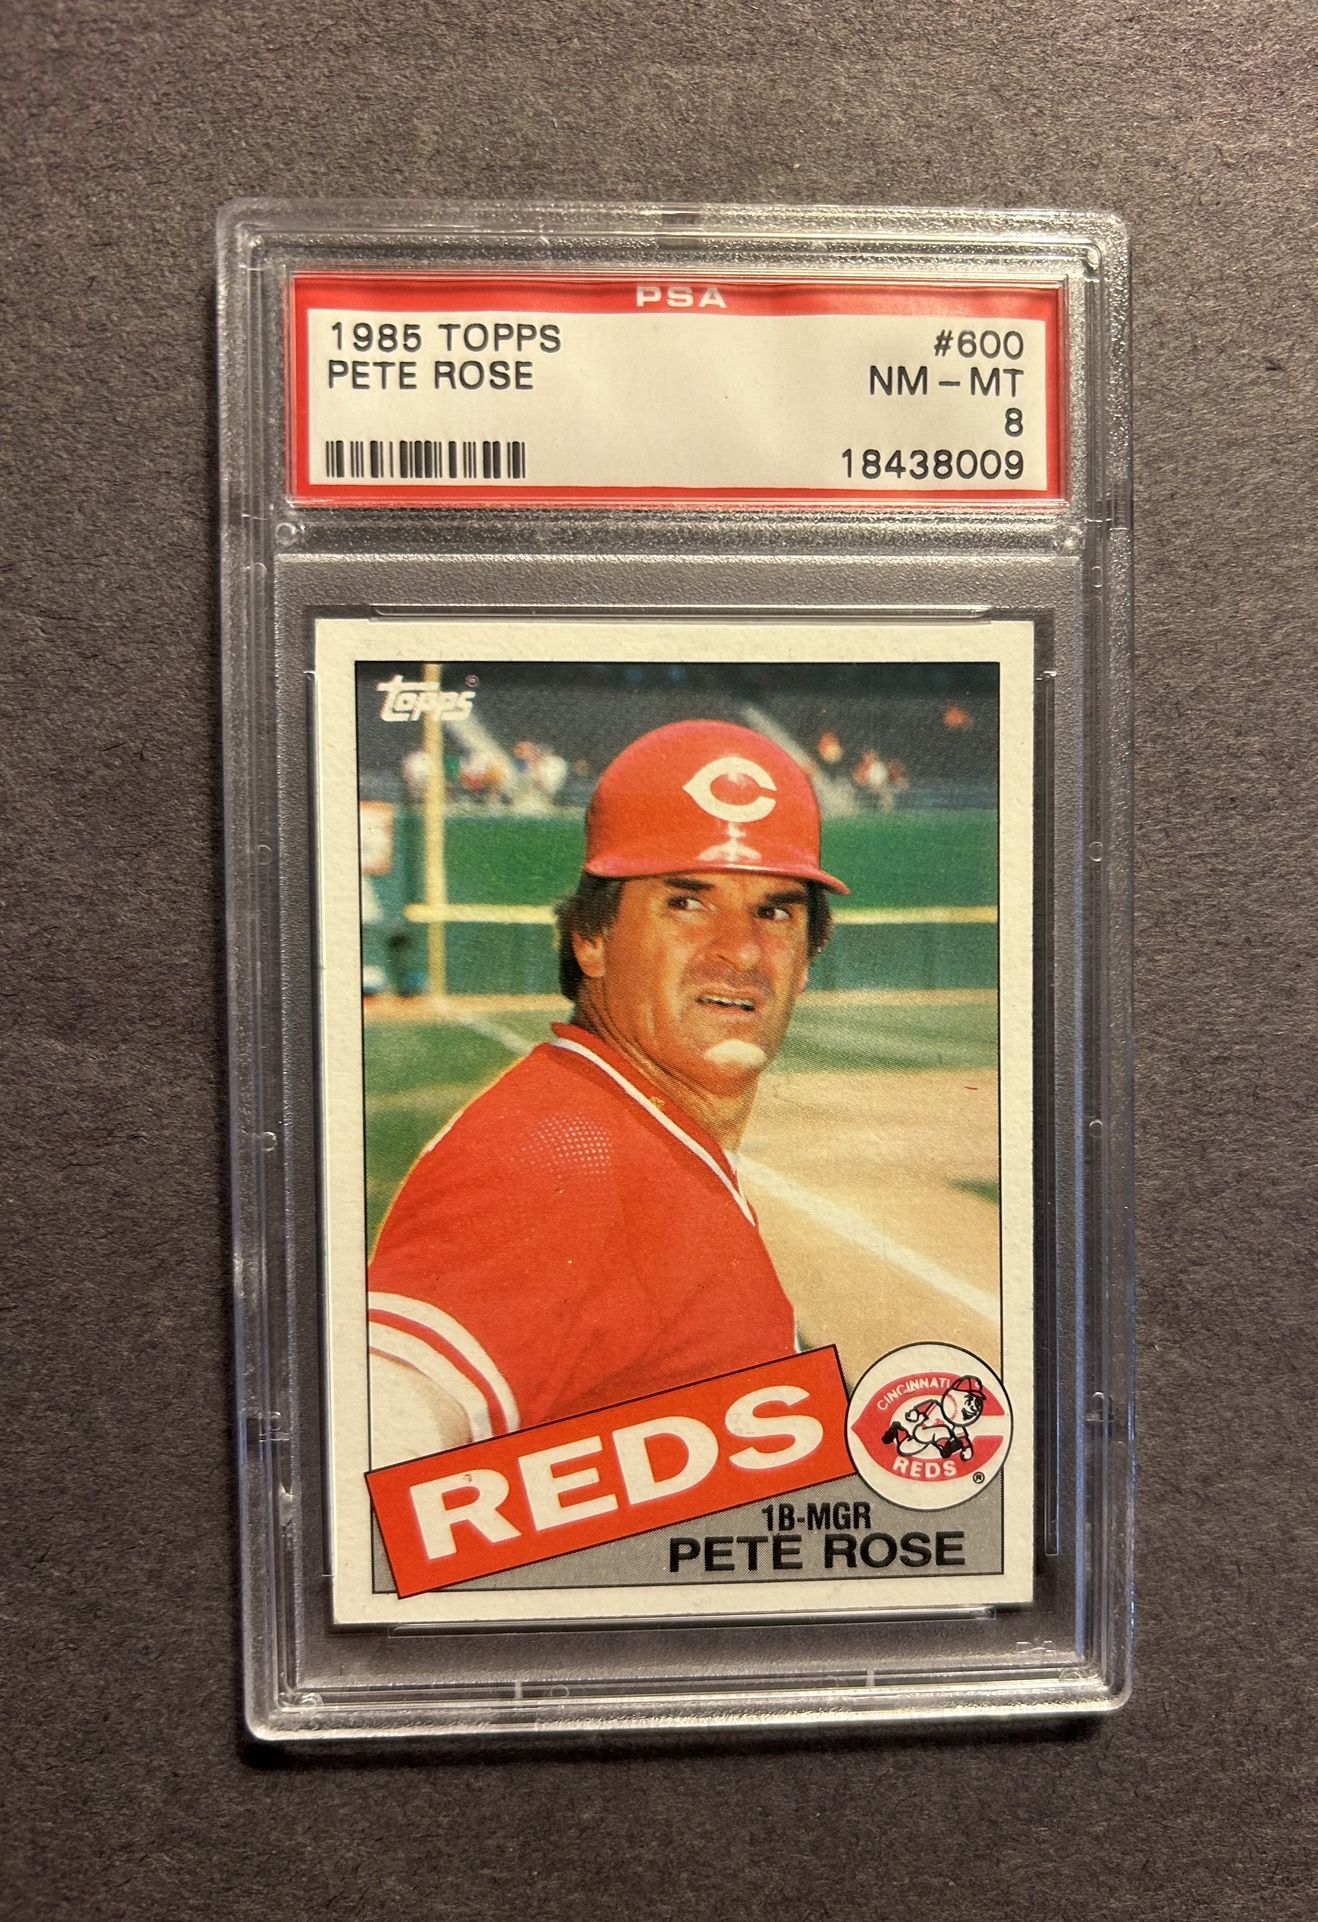 PSA
1985 TOPPS #600
PETE ROSE NM-MT
8
18438009
topps®
C
CINCINNATI
REDS
®
REDS
1B-MGR
PETE ROSE